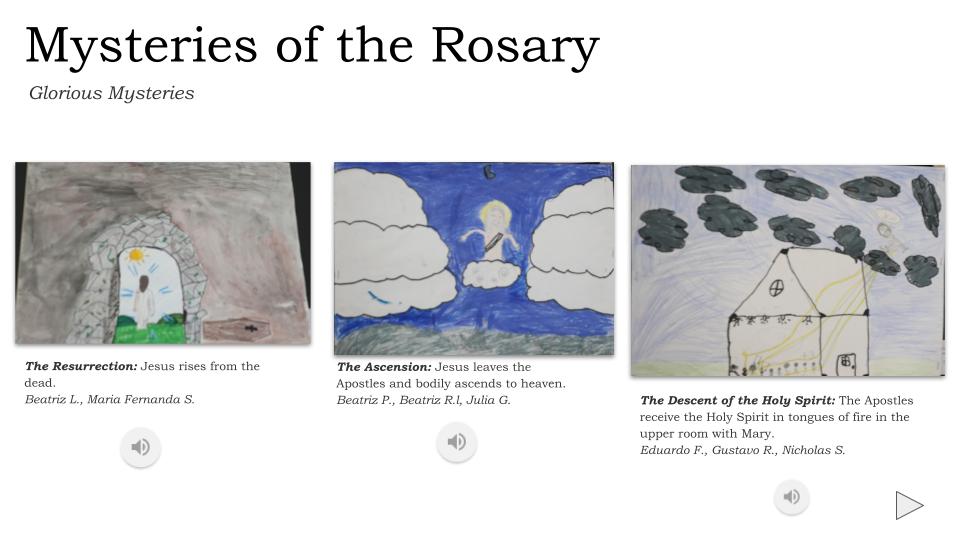 Mysteries of the Rosary
Glorious Mysteries
The Resurrection: Jesus rises from the
dead.
Beatriz L., Maria Fernanda S.
The Ascension: Jesus leaves the
Apostles and bodily ascends to heaven.
Beatriz P., Beatriz R.l, Julia G.
The Descent of the Holy Spirit: The Apostles
receive the Holy Spirit in tongues of fire in the
upper room with Mary.
Eduardo F., Gustavo R., Nicholas S.